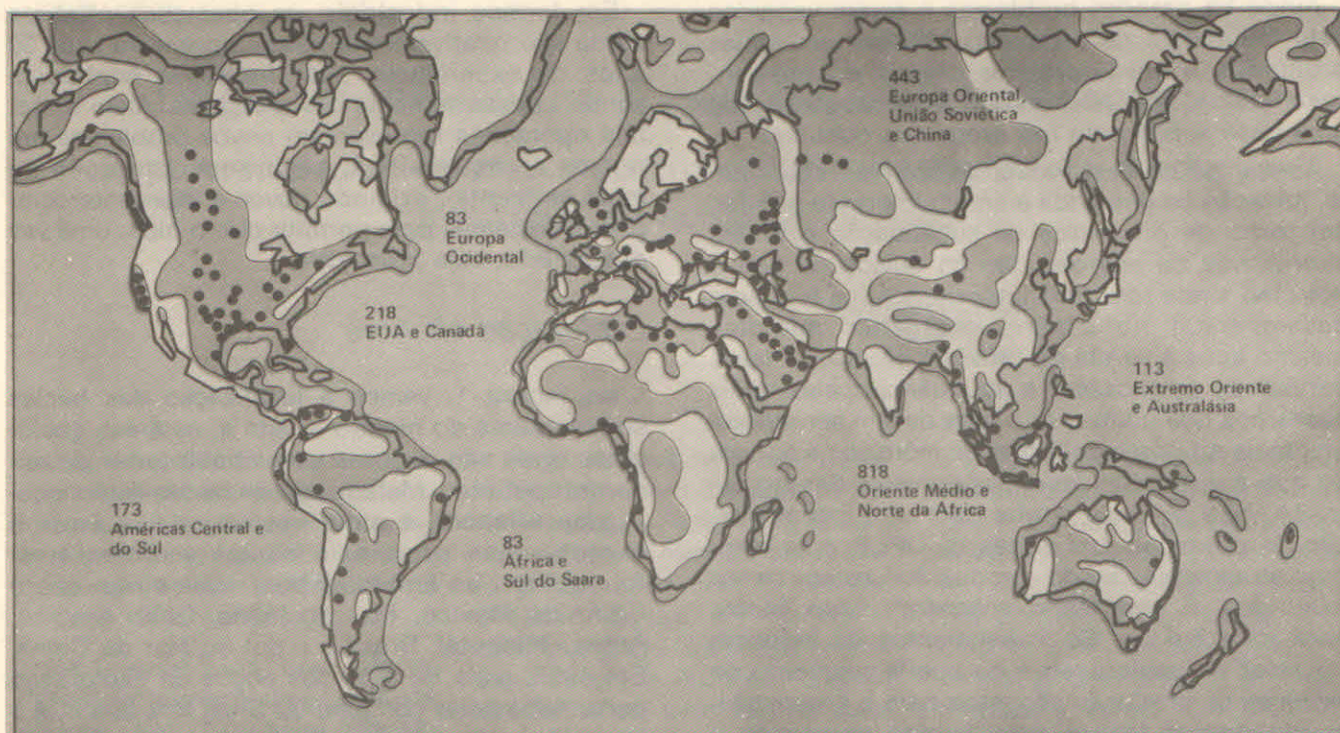 443
Europa Oriental,
União Soviética
e China
83
Europa
Ocidental
218
EUA e Canadá
113
Extremo Oriente
e Australásia
818
Oriente Médio e
Norte da África
173
Américas Central e
do Sul
83
África e
Sul do Saara